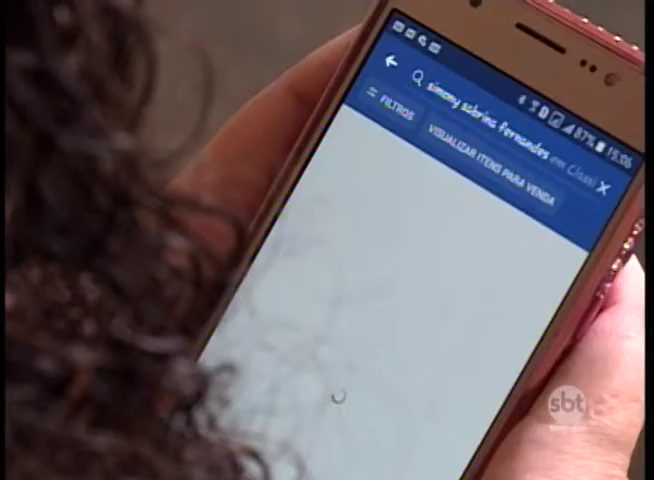 87% 15:06
simony sabrina fernandes em Classi
FILTROS
VISUALIZAR ITENS PARA VENDA
sbt